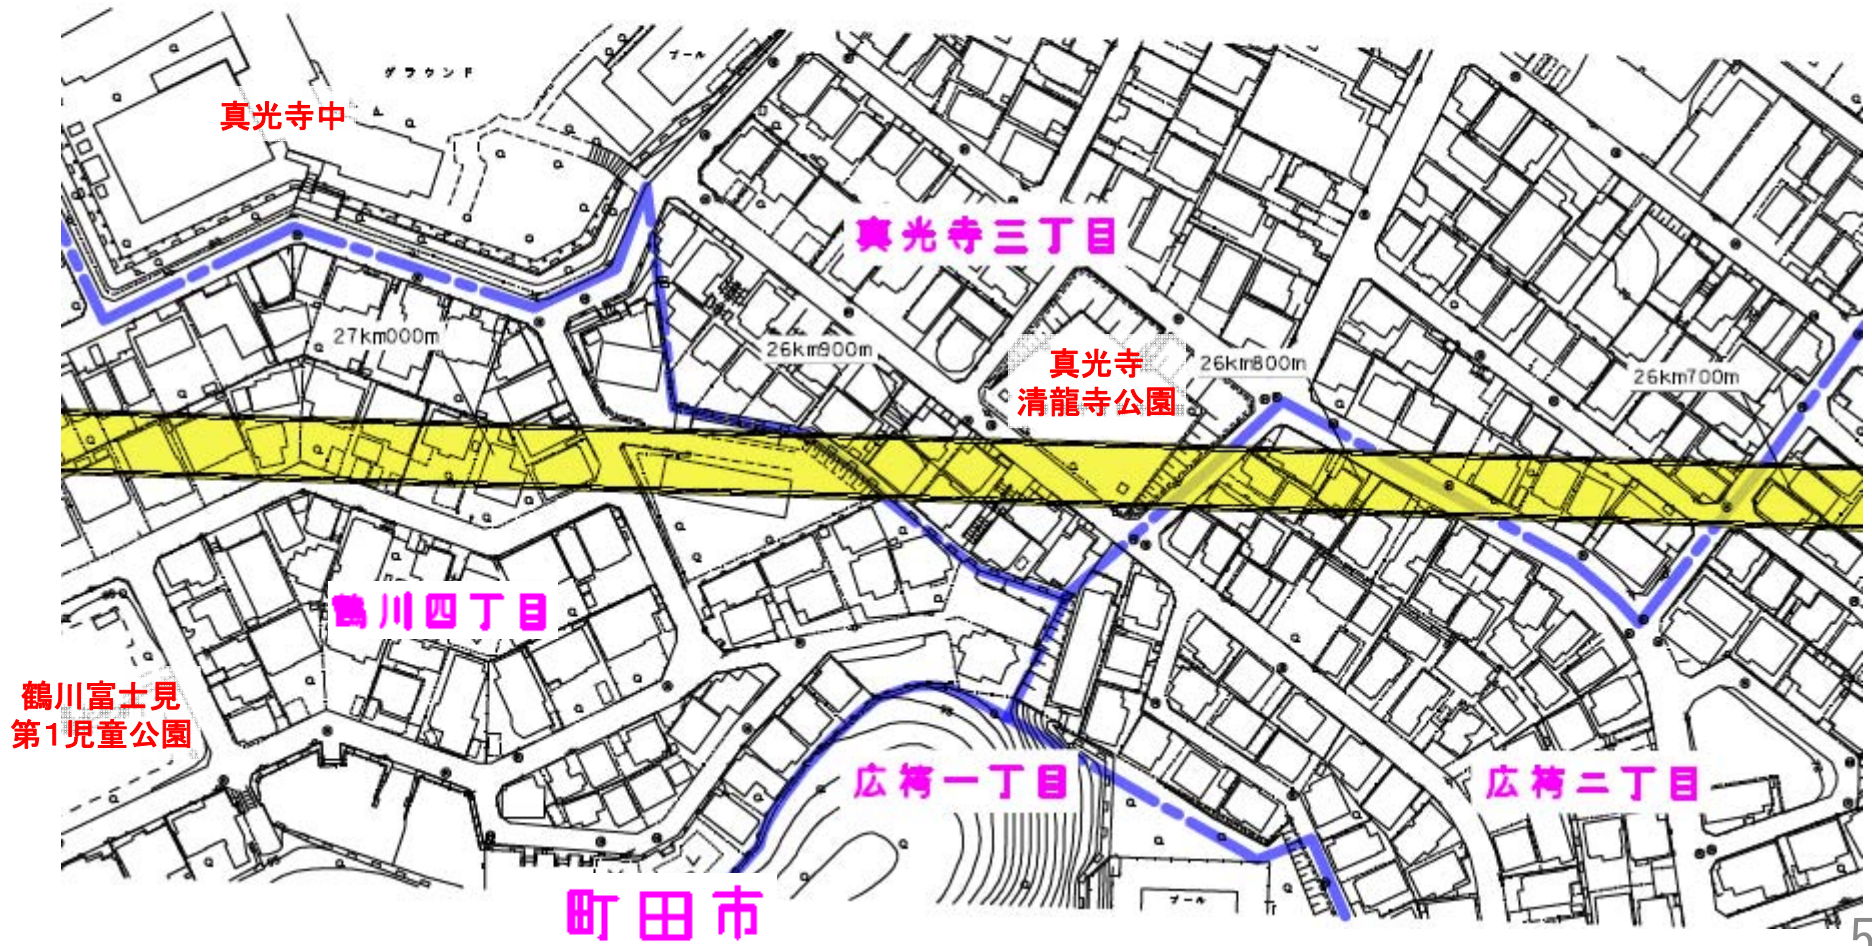 グラウンド
プール
真光寺中
真光寺三丁目
27km000m
26km900m
真光寺
清龍寺公園
26km800m
26km700m
鶴川四丁目
鶴川富士見
第1児童公園
広袴一丁目
広袴二丁目
プール
町田市
5